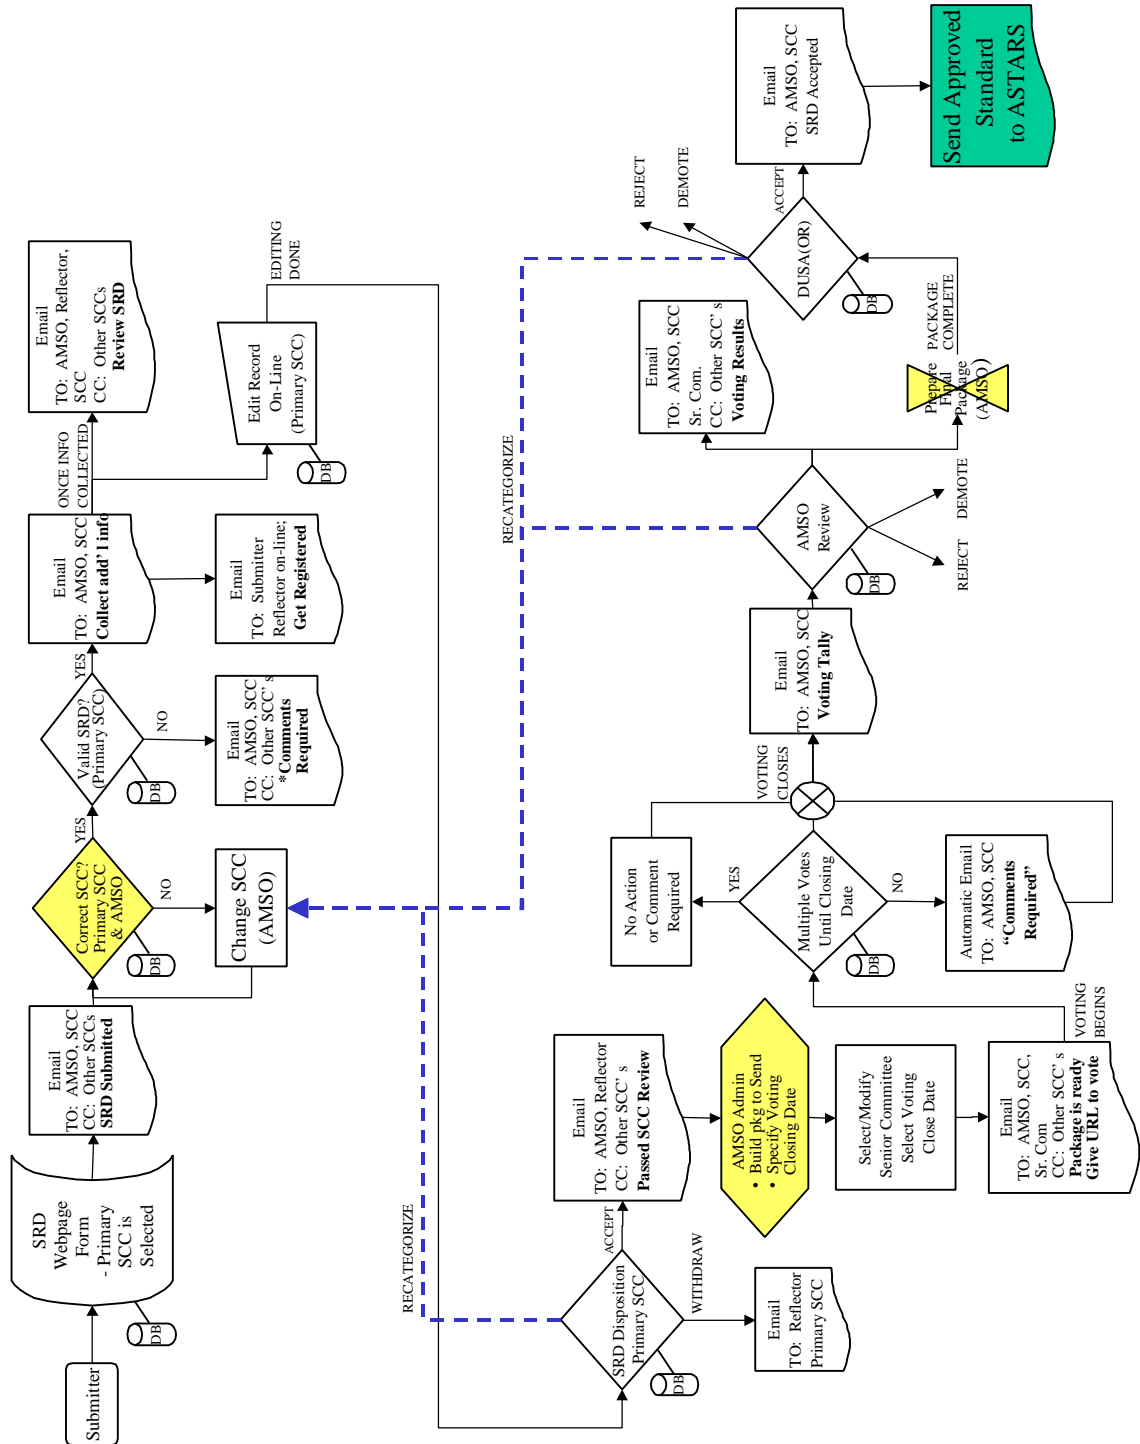 Submitter
SRD
Webpage
Form
- Primary
SCC is
Selected
DB
Email
TO: AMSO, SCC
CC: Other SCCs
SRD Submitted
Correct SCC?
Primary SCC
& AMSO
DB
YES
NO
Change SCC
(AMSO)
Valid SRD?
(Primary SCC)
DB
YES
NO
Email
TO: AMSO, SCC
CC: Other SCC' s
*Comments
Required
Email
TO: AMSO, SCC
Collect add' l info
Email
TO: Submitter
Reflector on-line;
Get Registered
ONCE INFO
COLLECTED
Email
TO: AMSO, Reflector,
SCC
CC: Other SCCs
Review SRD
Edit Record
On-Line
(Primary SCC)
DB
EDITING
DONE
RECATEGORIZE
RECATEGORIZE
SRD Disposition
Primary SCC
DB
ACCEPT
WITHDRAW
Email
TO: Reflector
Primary SCC
Email
TO: AMSO, Reflector
CC: Other SCC' s
Passed SCC Review
AMSO Admin
• Build pkg to Send
• Specify Voting
Closing Date
Select/Modify
Senior Committee
Select Voting
Close Date
Email
TO: AMSO, SCC,
Sr. Com
CC: Other SCC' s
Package is ready
Give URL to vote
VOTING
BEGINS
Multiple Votes
Until Closing
Date
DB
YES
NO
No Action
or Comment
Required
Automatic Email
TO: AMSO, SCC
“Comments
Required”
VOTING
CLOSES
Email
TO: AMSO, SCC
Voting Tally
AMSO
Review
DB
REJECT
DEMOTE
Email
TO: AMSO, SCC
Sr. Com.
CC: Other SCC' s
Voting Results
Prepare
Final
Package
(AMSO)
PACKAGE
COMPLETE
DUSA(OR)
DB
REJECT
DEMOTE
ACCEPT
Email
TO: AMSO, SCC
SRD Accepted
Send Approved
Standard
to ASTARS